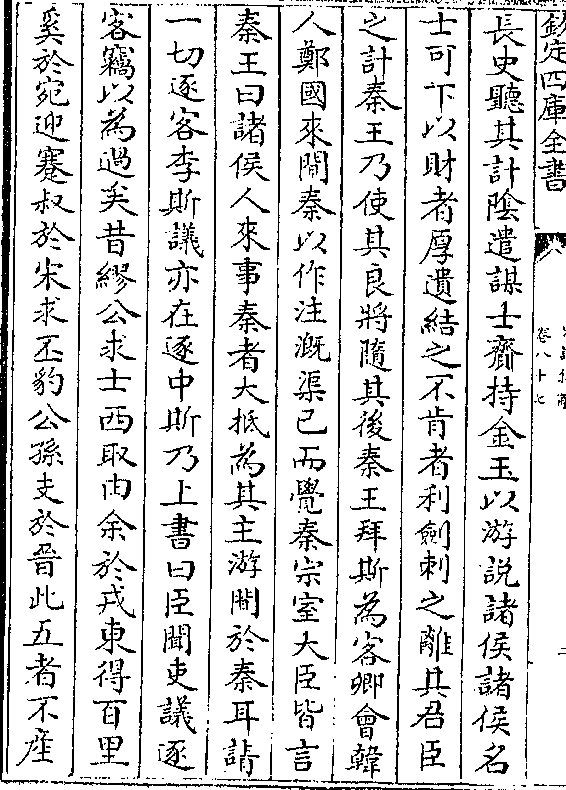 欽定四庫全書
卷八十七
長史聽其計陰遣謀士齎持金玉以游說諸侯諸侯名
士可下以財者厚遺結之不肯者利劍刺之離其君臣
之計秦王乃使其良將隨其後秦王拜斯為客卿會韓
人鄭國來閒秦以作注溉渠已而覺秦宗室大臣皆言
秦王曰諸侯人來事秦者大抵為其主游閒於秦耳請
一切逐客李斯議亦在逐中斯乃上書曰臣聞吏議逐
客竊以為過矣昔繆公求士西取由余於戎東得百里
奚於宛迎蹇叔於宋求丕豹公孫支於晉此五者不產